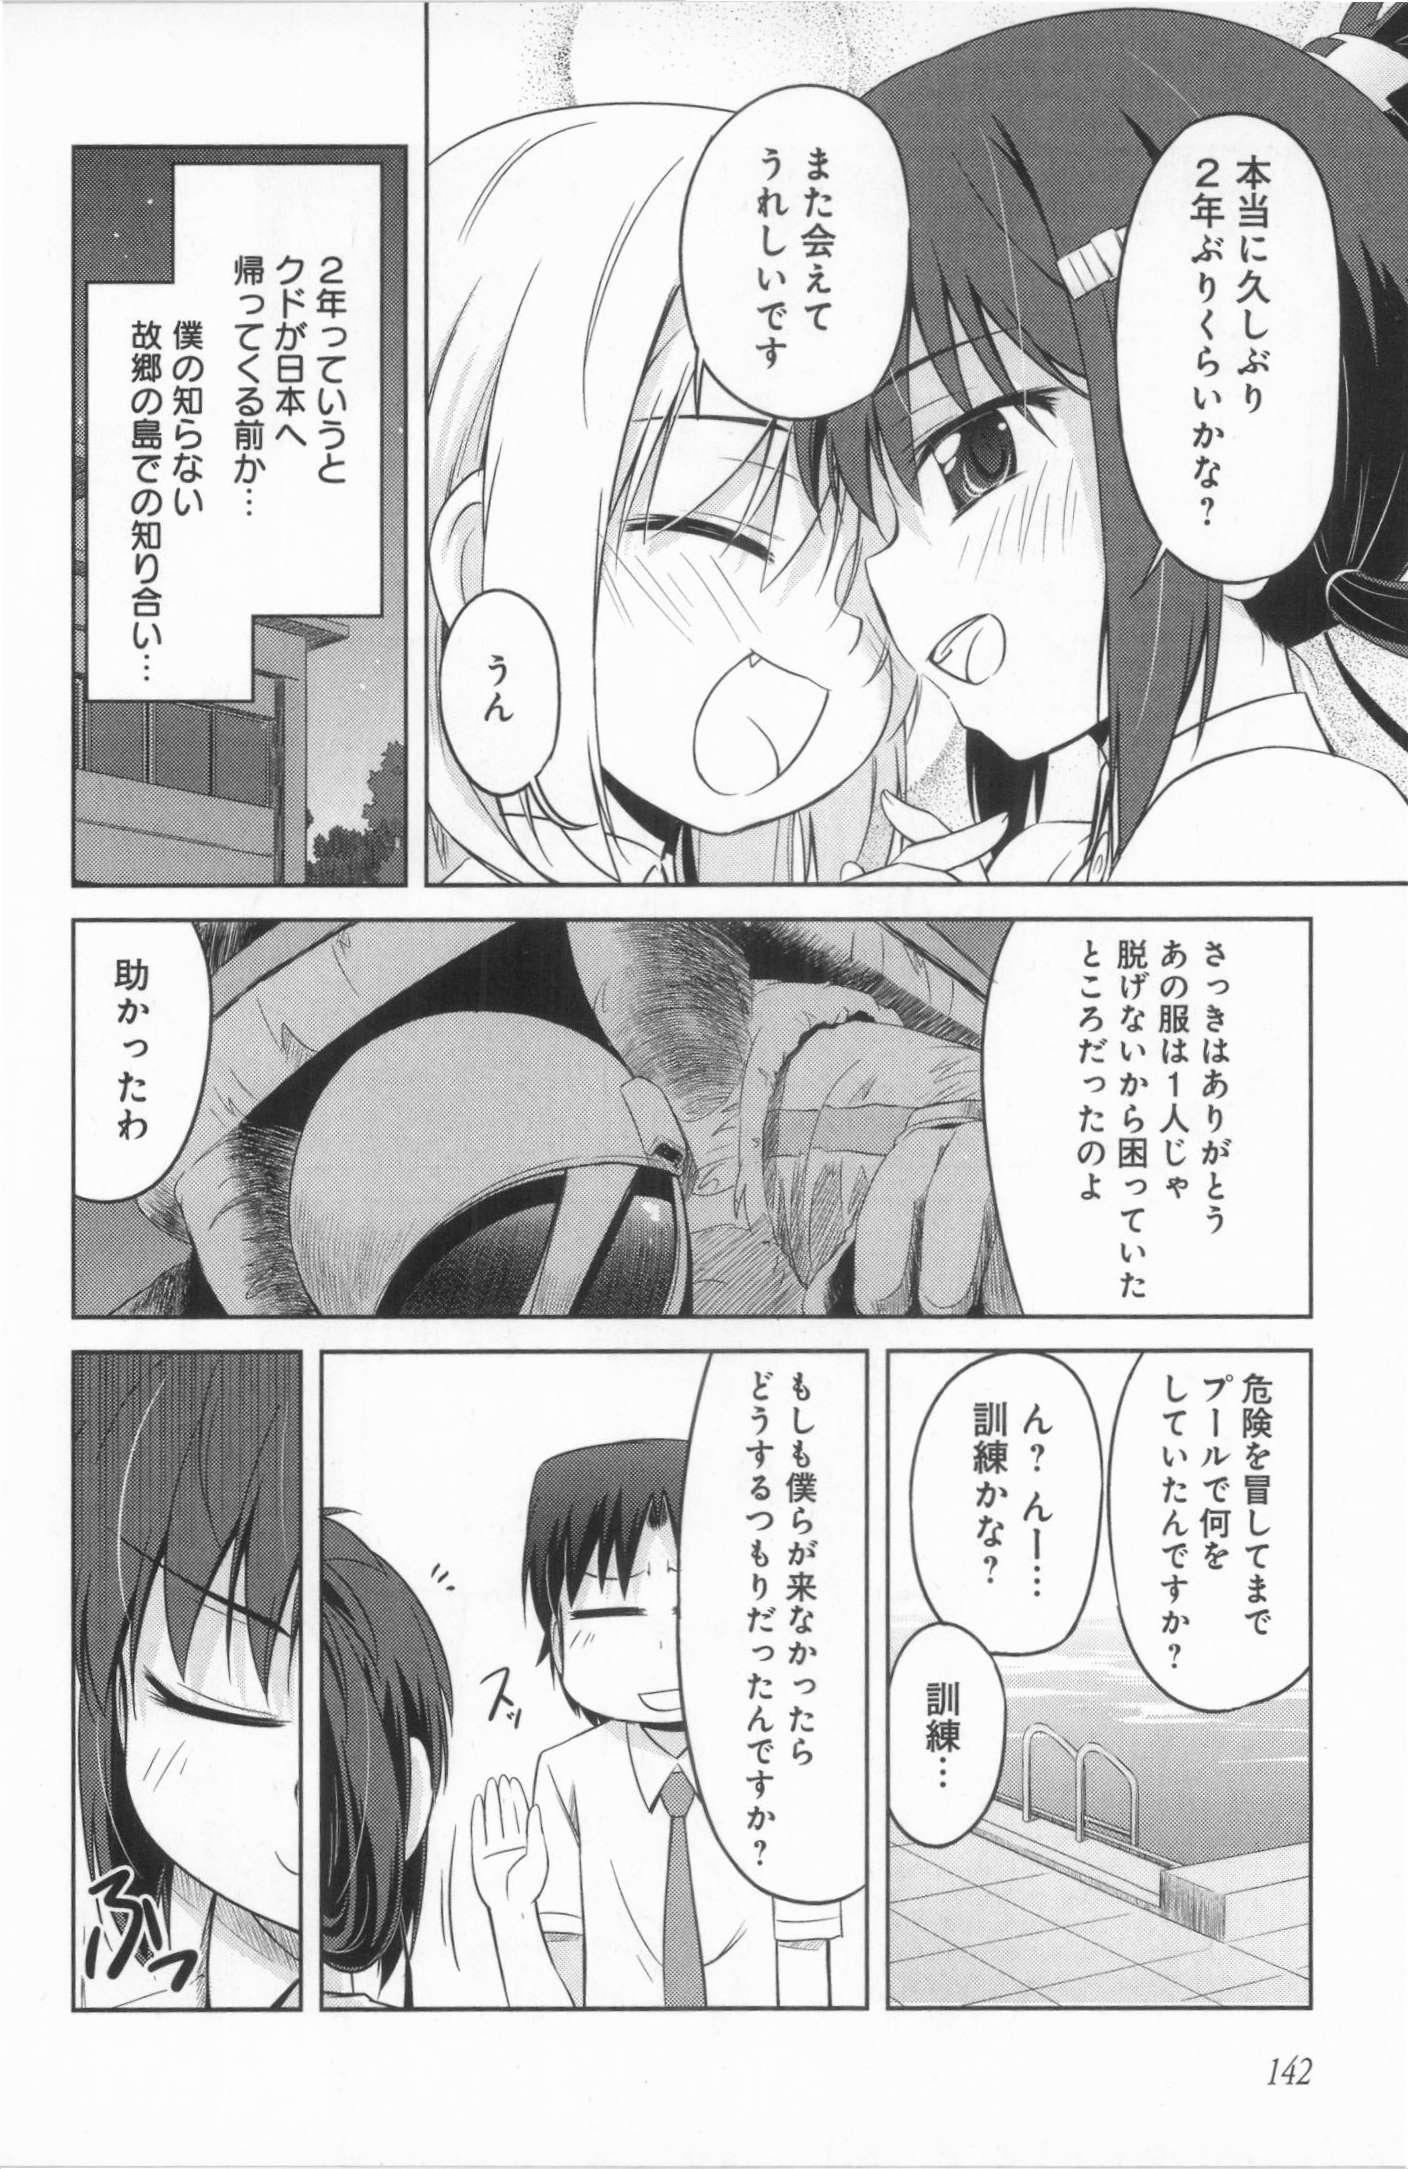 本当に久しぶり
２年ぶりくらいかな？
また会えて
うれしいです
うん
２年っていうと
クドが日本へ
帰ってくる前か…
僕の知らない
故郷の島での知り合い…
さっきはありがとう
あの服は１人じゃ
脱げないから困っていた
ところだったのよ
助かったわ
危険を冒してまで
プールで何を
していたんですか？
ん？んー…
訓練かな？
訓練…
もしも僕らが来なかったら
どうするつもりだったんですか？
スッ
ふっ
142